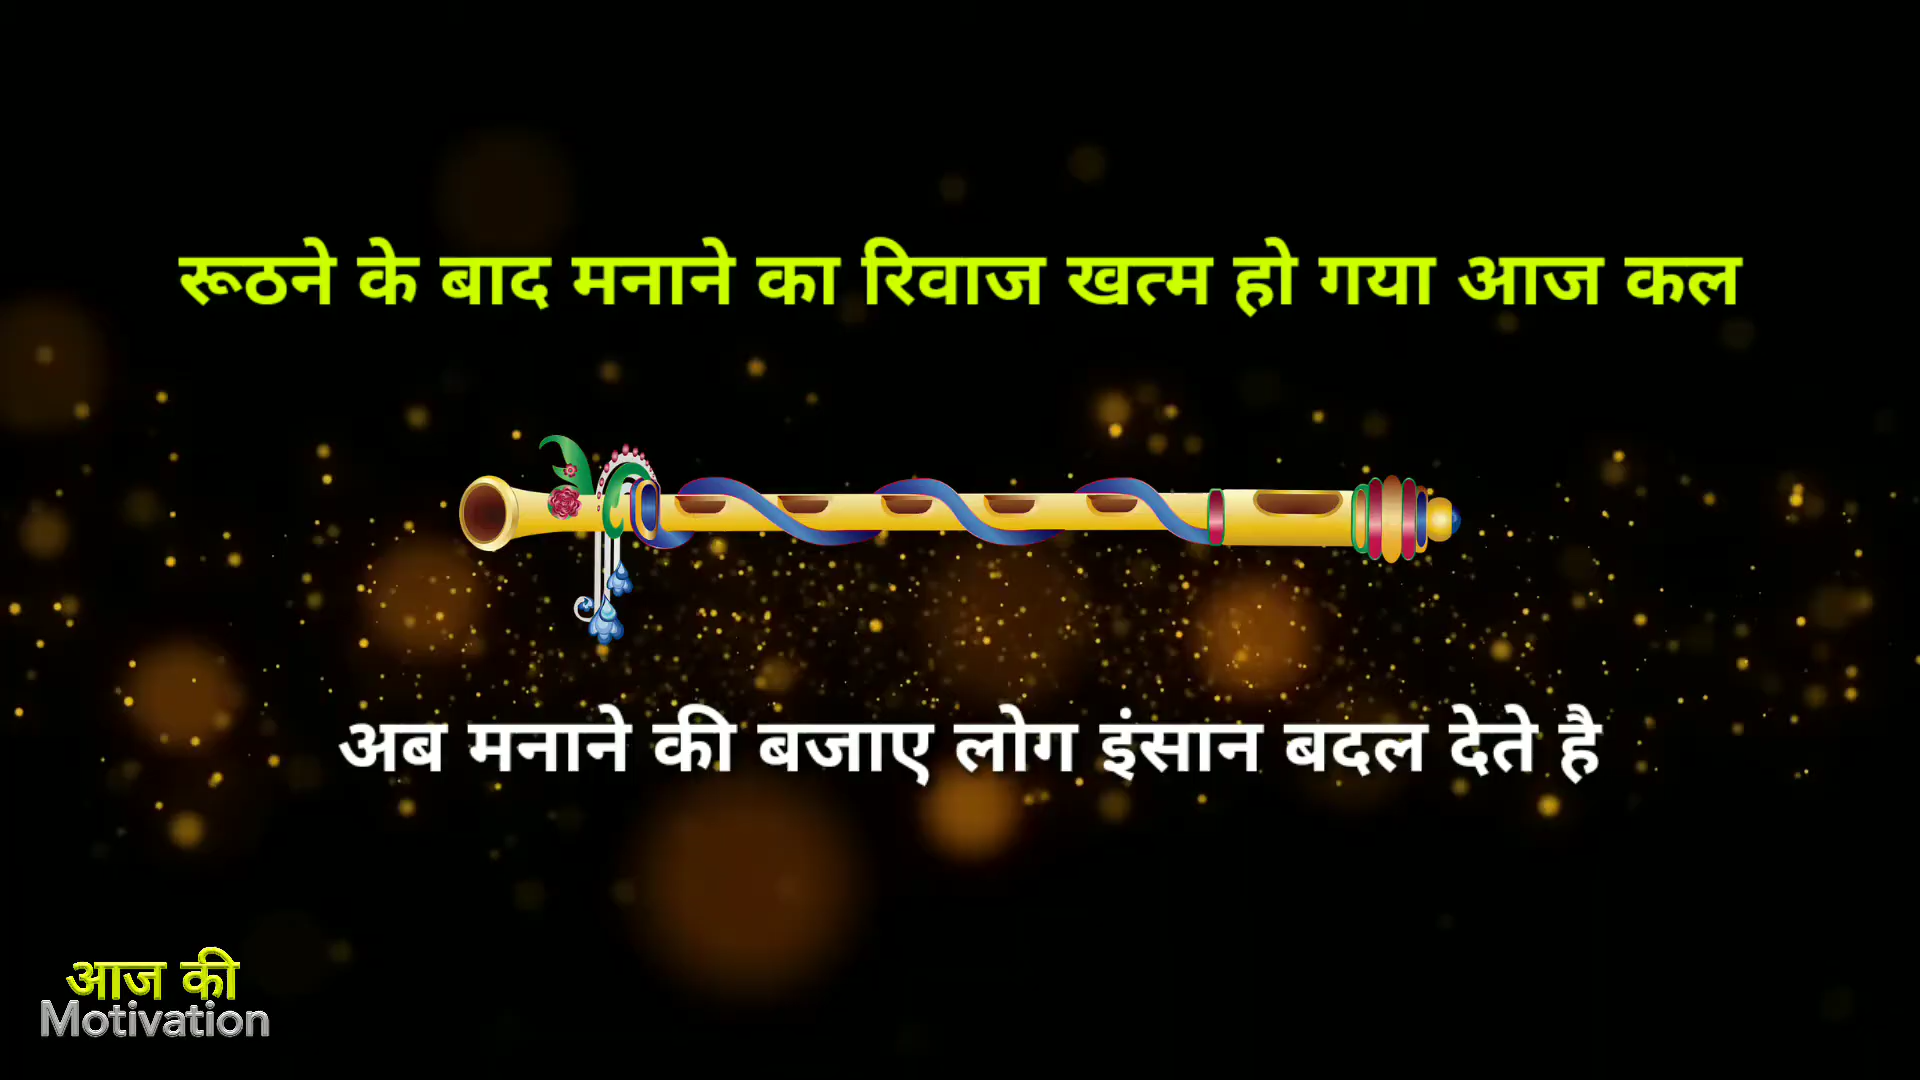 रूठने के बाद मनाने का रिवाज खत्म हो गया आज कल
अब मनाने की बजाए लोग इंसान बदल देते है
आज की
Motivation